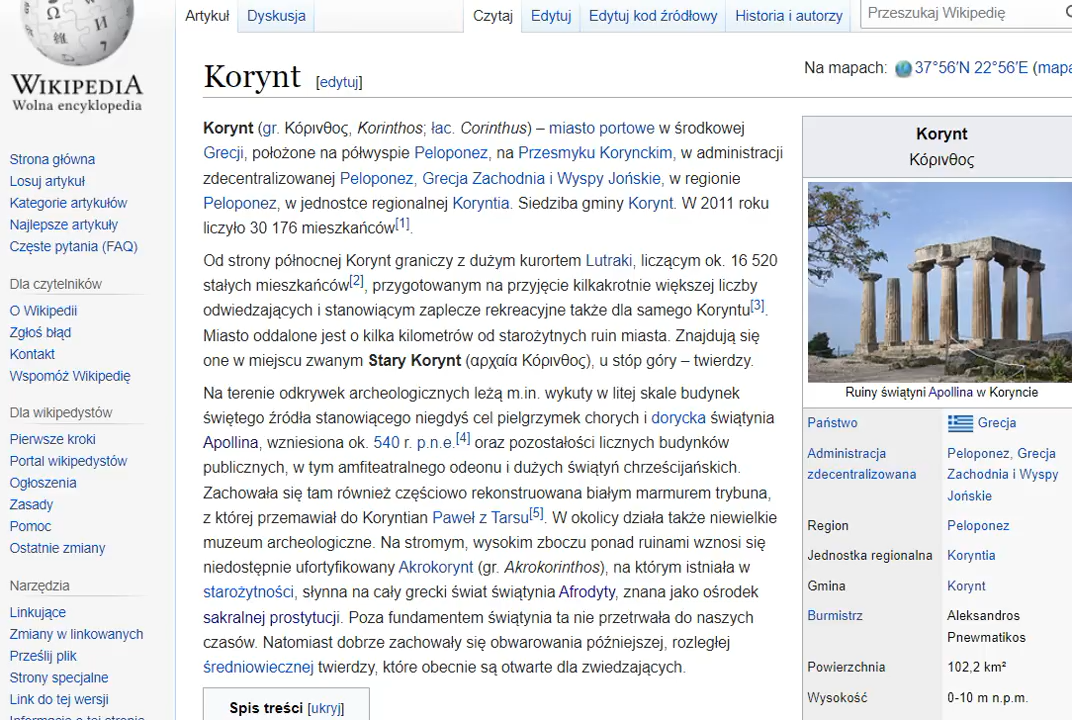 WIKIPEDIA
Wolna encyklopedia
Strona główna
Losuj artykuł
Kategorie artykułów
Najlepsze artykuły
Częste pytania (FAQ)
Dla czytelników
O Wikipedii
Zgłoś błąd
Kontakt
Wspomóż Wikipedię
Dla wikipedystów
Pierwsze kroki
Portal wikipedystów
Ogłoszenia
Zasady
Pomoc
Ostatnie zmiany
Narzędzia
Linkujące
Zmiany w linkowanych
Prześlij plik
Strony specjalne
Link do tej wersji
Informacje o tej stronie
Artykuł Dyskusja Czytaj Edytuj Edytuj kod źródłowy Historia i autorzy Przeszukaj Wikipedię
Korynt [edytuj]
Na mapach: 37°56′N 22°56′E (mapa
Korynt (gr. Κόρινθος, Korinthos; łac. Corinthus) – miasto portowe w środkowej
Grecji, położone na półwyspie Peloponez, na Przesmyku Korynckim, w administracji
zdecentralizowanej Peloponez, Grecja Zachodnia i Wyspy Jońskie, w regionie
Peloponez, w jednostce regionalnej Koryntia. Siedziba gminy Korynt. W 2011 roku
liczyło 30 176 mieszkańców[1].
Od strony północnej Korynt graniczy z dużym kurortem Lutraki, liczącym ok. 16 520
stałych mieszkańców[2], przygotowanym na przyjęcie kilkakrotnie większej liczby
odwiedzających i stanowiącym zaplecze rekreacyjne także dla samego Koryntu[3].
Miasto oddalone jest o kilka kilometrów od starożytnych ruin miasta. Znajdują się
one w miejscu zwanym Stary Korynt (αρχαία Κόρινθος), u stóp góry – twierdzy.
Na terenie odkrywek archeologicznych leżą m.in. wykuty w litej skale budynek
świętego źródła stanowiącego niegdyś cel pielgrzymek chorych i dorycka świątynia
Apollina, wzniesiona ok. 540 r. p.n.e.[4] oraz pozostałości licznych budynków
publicznych, w tym amfiteatralnego odeonu i dużych świątyń chrześcijańskich.
Zachowała się tam również częściowo rekonstruowana białym marmurem trybuna,
z której przemawiał do Koryntian Paweł z Tarsu[5]. W okolicy działa także niewielkie
muzeum archeologiczne. Na stromym, wysokim zboczu ponad ruinami wznosi się
niedostępnie ufortyfikowany Akrokorynt (gr. Akrokorinthos), na którym istniała w
starożytności, słynna na cały grecki świat świątynia Afrodyty, znana jako ośrodek
sakralnej prostytucji. Poza fundamentem świątynia ta nie przetrwała do naszych
czasów. Natomiast dobrze zachowały się obwarowania późniejszej, rozległej
średniowiecznej twierdzy, które obecnie są otwarte dla zwiedzających.
Spis treści [ukryj]
Korynt
Κόρινθος
Ruiny świątyni Apollina w Koryncie
Państwo Grecja
Administracja zdecentralizowana Peloponez, Grecja
Zachodnia i Wyspy
Jońskie
Region Peloponez
Jednostka regionalna Koryntia
Gmina Korynt
Burmistrz Aleksandros
Pnewmatikos
Powierzchnia 102,2 km²
Wysokość 0-10 m n.p.m.